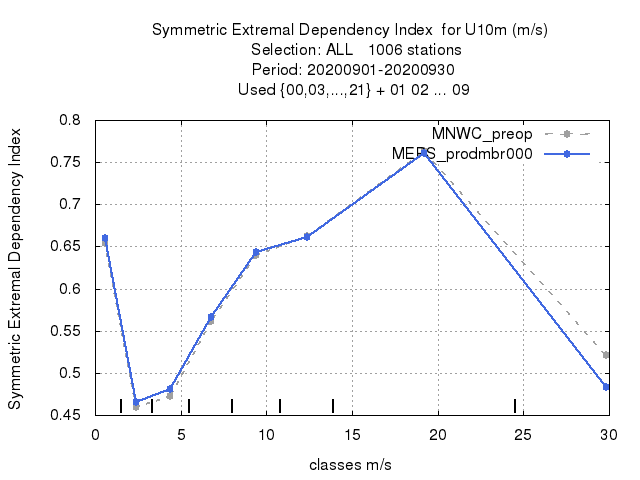 Symmetric Extremal Dependency Index  for U10m (m/s)
Selection: ALL   1006 stations
Period: 20200901-20200930
Used {00,03,...,21} + 01 02 ... 09
Symmetric Extremal Dependency Index
0.8
0.75
0.7
0.65
0.6
0.55
0.5
0.45
MNWC_preop
MEPS_prodmbr000
0 5 10 15 20 25 30
classes m/s